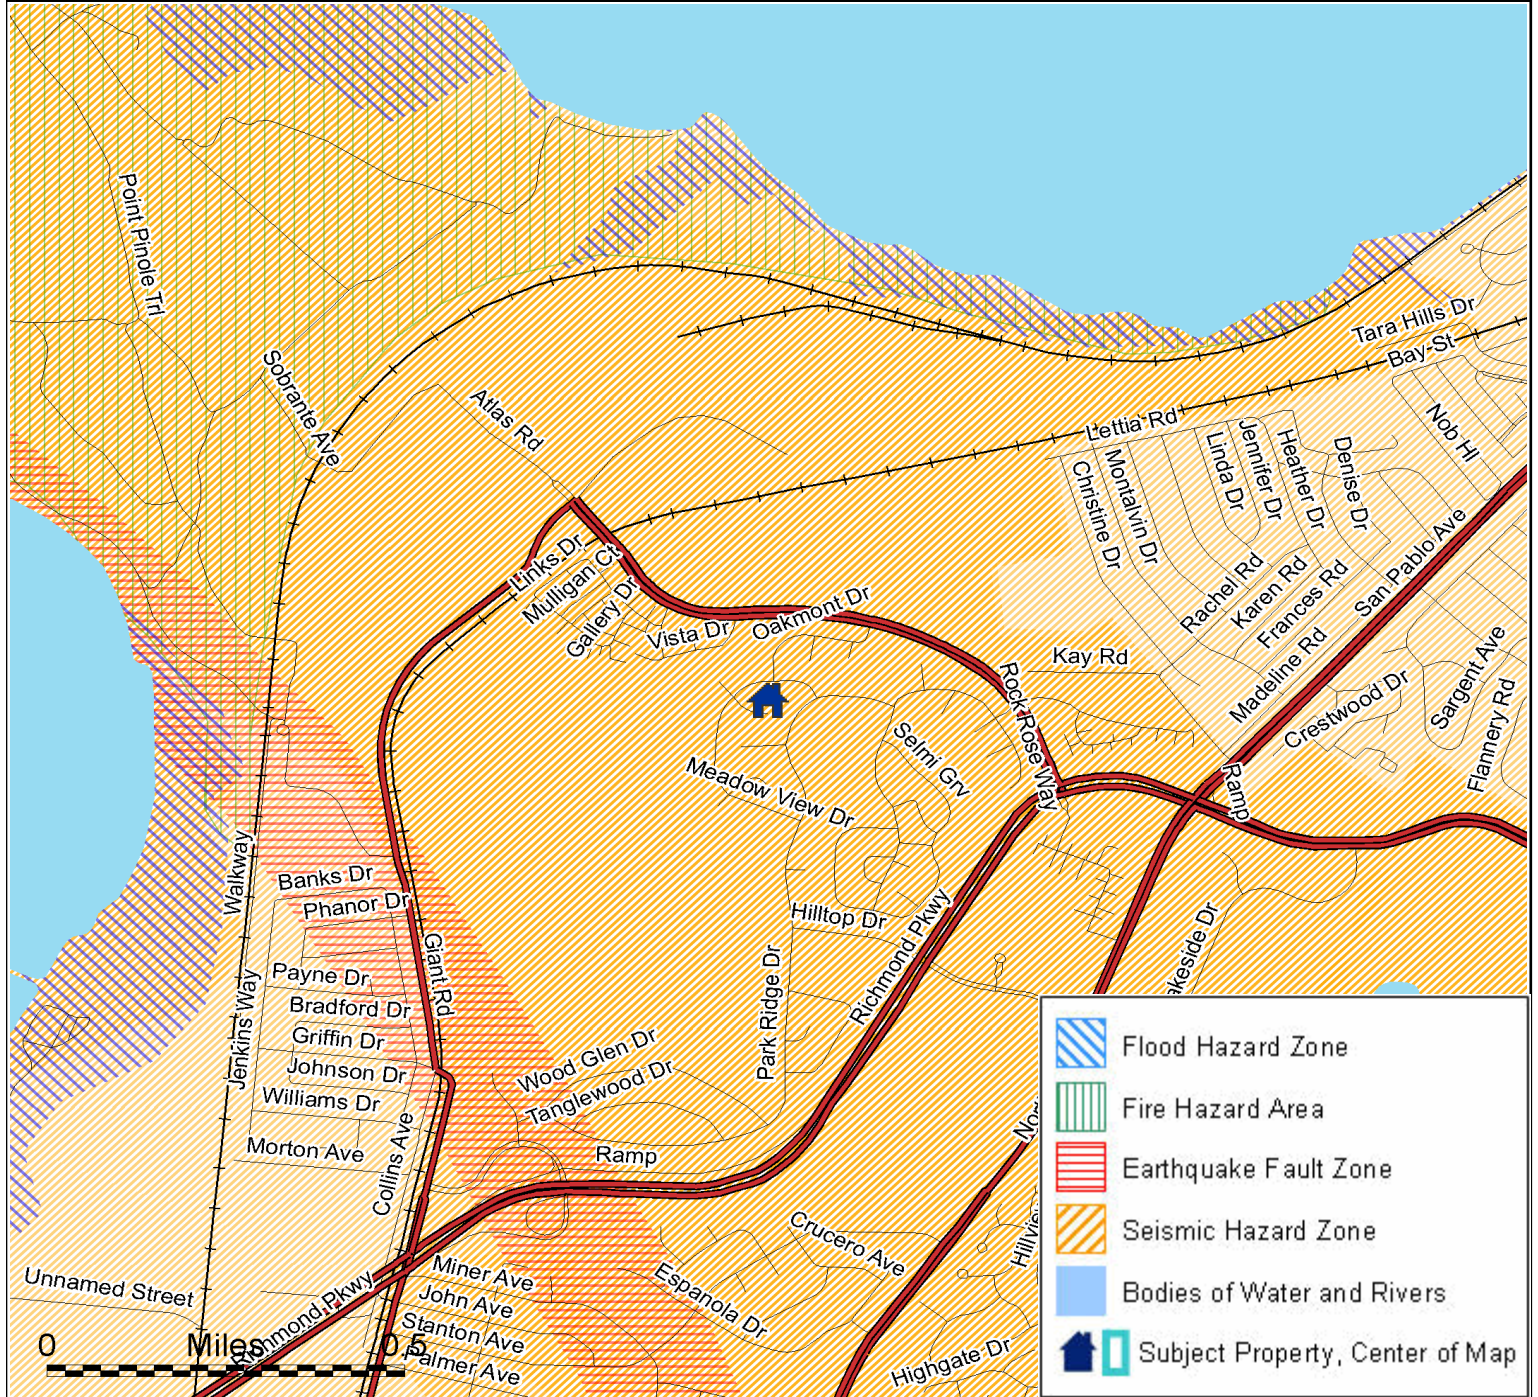 Point Pinole Trl
Sobrante Ave
Atlas Rd
Tara Hills Dr
Bay St
Lettia Rd
Nob Hl
Christine Dr
Montalvin Dr
Linda Dr
Jennifer Dr
Heather Dr
Denise Dr
San Pablo Ave
Links Dr
Mulligan Ct
Gallery Dr
Vista Dr
Oakmont Dr
Rachel Rd
Karen Rd
Frances Rd
Madeline Rd
Kay Rd
Rock Rose Way
Crestwood Dr
Sargent Ave
Flannery Rd
Selmi Grv
Meadow View Dr
Ramp
Walkway
Banks Dr
Phanor Dr
Giant Rd
Hilltop Dr
Richmond Pkwy
Park Ridge Dr
akeside Dr
Payne Dr
Bradford Dr
Griffin Dr
Johnson Dr
Williams Dr
Jenkins Way
Morton Ave
Collins Ave
Wood Glen Dr
Tanglewood Dr
Ramp
Crucero Ave
Espanola Dr
Miner Ave
John Ave
Stanton Ave
Palmer Ave
Highgate Dr
Unnamed Street
Richmond Pkwy
0 Miles 0.5
Flood Hazard Zone
Fire Hazard Area
Earthquake Fault Zone
Seismic Hazard Zone
Bodies of Water and Rivers
Subject Property, Center of Map